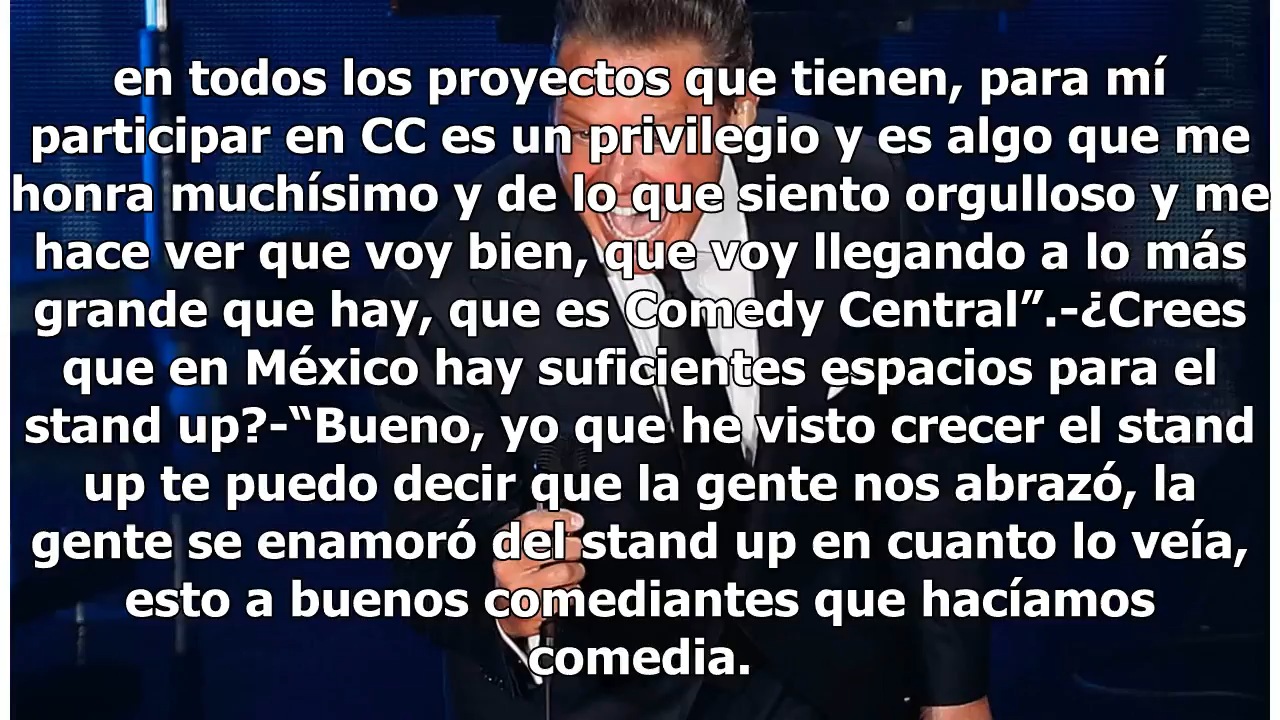 en todos los proyectos que tienen, para mí
participar en CC es un privilegio y es algo que me
honra muchísimo y de lo que siento orgulloso y me
hace ver que voy bien, que voy llegando a lo más
grande que hay, que es Comedy Central”.-¿Crees
que en México hay suficientes espacios para el
stand up?-“Bueno, yo que he visto crecer el stand
up te puedo decir que la gente nos abrazó, la
gente se enamoró del stand up en cuanto lo veía,
esto a buenos comediantes que hacíamos
comedia.